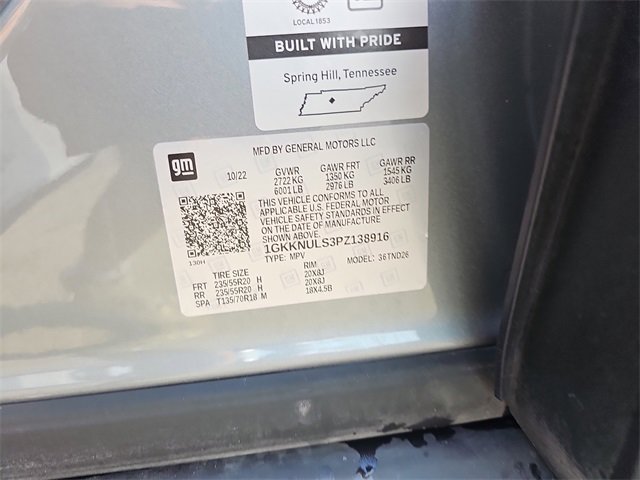 LOCAL 1853
BUILT WITH PRIDE
Spring Hill, Tennessee
gm
MFD BY GENERAL MOTORS LLC
10/22
GVWR GAWR FRT GAWR RR
2722 KG 1350 KG 1545 KG
6001 LB 2976 LB 3406 LB
THIS VEHICLE CONFORMS TO ALL
APPLICABLE U.S. FEDERAL MOTOR
VEHICLE SAFETY STANDARDS IN EFFECT
ON THE DATE OF MANUFACTURE
SHOWN ABOVE.
1GKKNULS3PZ138916
TYPE: MPV MODEL: 36TND26
130H
TIRE SIZE RIM
FRT 235/55R20 H 20X8J
RR 235/55R20 H 20X8J
SPA T135/70R18 M 18X4.5B